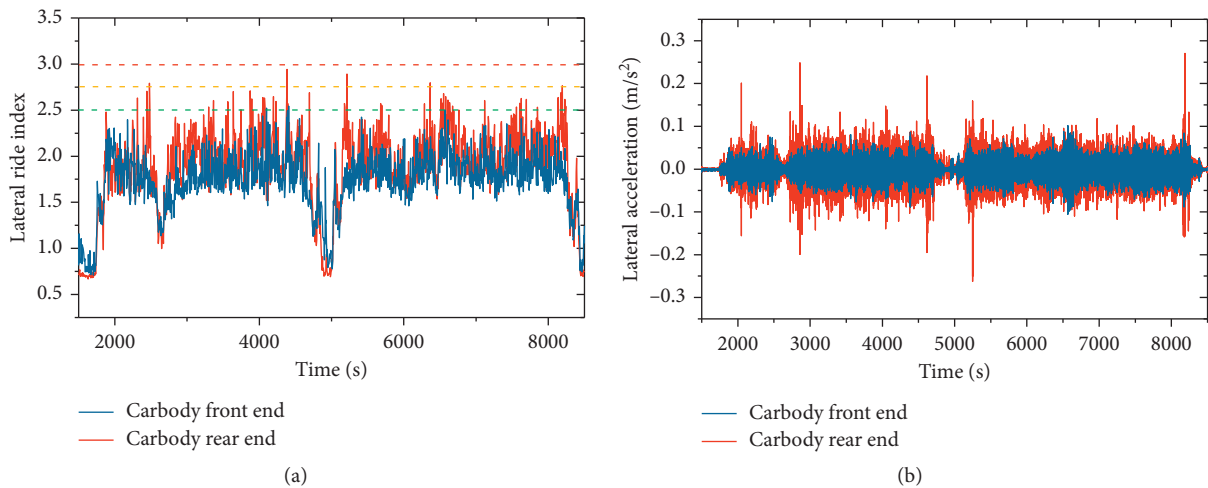 3.5
3.0
2.5
2.0
1.5
1.0
0.5
Lateral ride index
2000
4000
6000
8000
Time (s)
Carbody front end
Carbody rear end
(a)
0.3
0.2
0.1
0.0
–0.1
–0.2
–0.3
Lateral acceleration (m/s²)
2000
3000
4000
5000
6000
7000
8000
Time (s)
Carbody front end
Carbody rear end
(b)